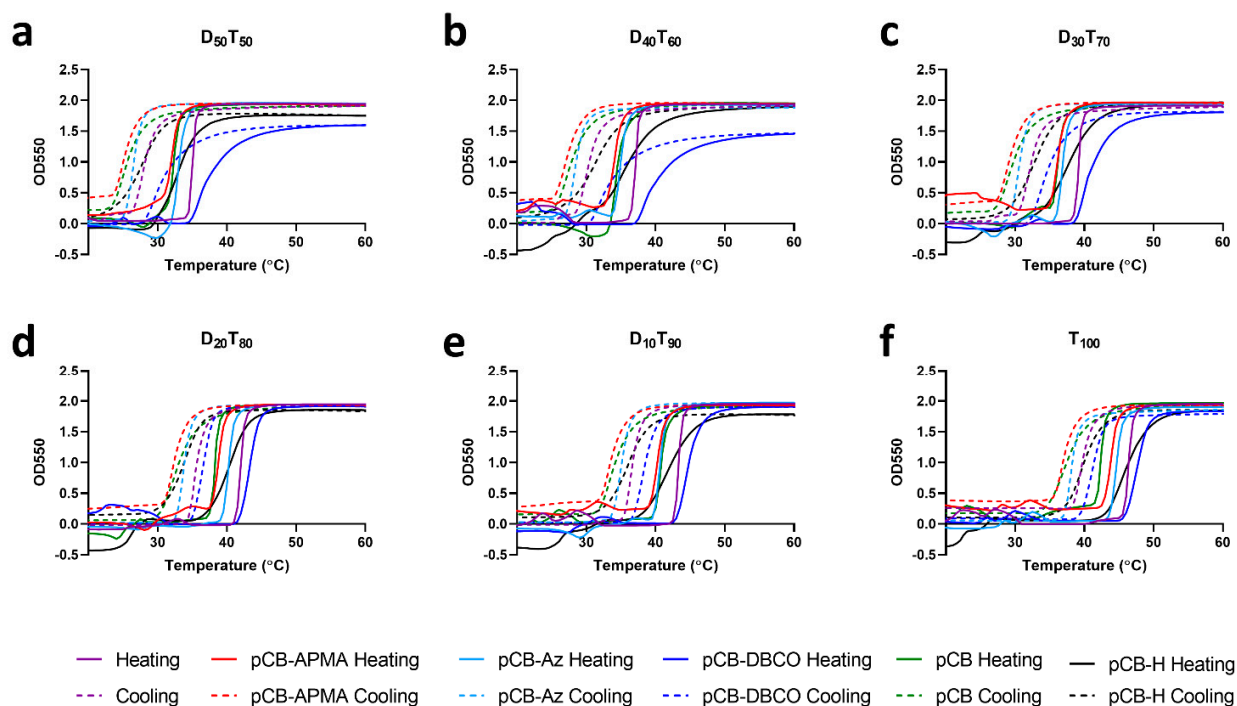 a
D50T50
2.5
2.0
1.5
1.0
0.5
0.0
-0.5
OD550
30 40 50 60
Temperature (°C)
b
D40T60
2.5
2.0
1.5
1.0
0.5
0.0
-0.5
OD550
30 40 50 60
Temperature (°C)
c
D30T70
2.5
2.0
1.5
1.0
0.5
0.0
-0.5
OD550
30 40 50 60
Temperature (°C)
d
D20T80
2.5
2.0
1.5
1.0
0.5
0.0
-0.5
OD550
30 40 50 60
Temperature (°C)
e
D10T90
2.5
2.0
1.5
1.0
0.5
0.0
-0.5
OD550
30 40 50 60
Temperature (°C)
f
T100
2.5
2.0
1.5
1.0
0.5
0.0
-0.5
OD550
30 40 50 60
Temperature (°C)
Heating pCB-APMA Heating pCB-Az Heating pCB-DBCO Heating pCB Heating pCB-H Heating
Cooling pCB-APMA Cooling pCB-Az Cooling pCB-DBCO Cooling pCB Cooling pCB-H Cooling